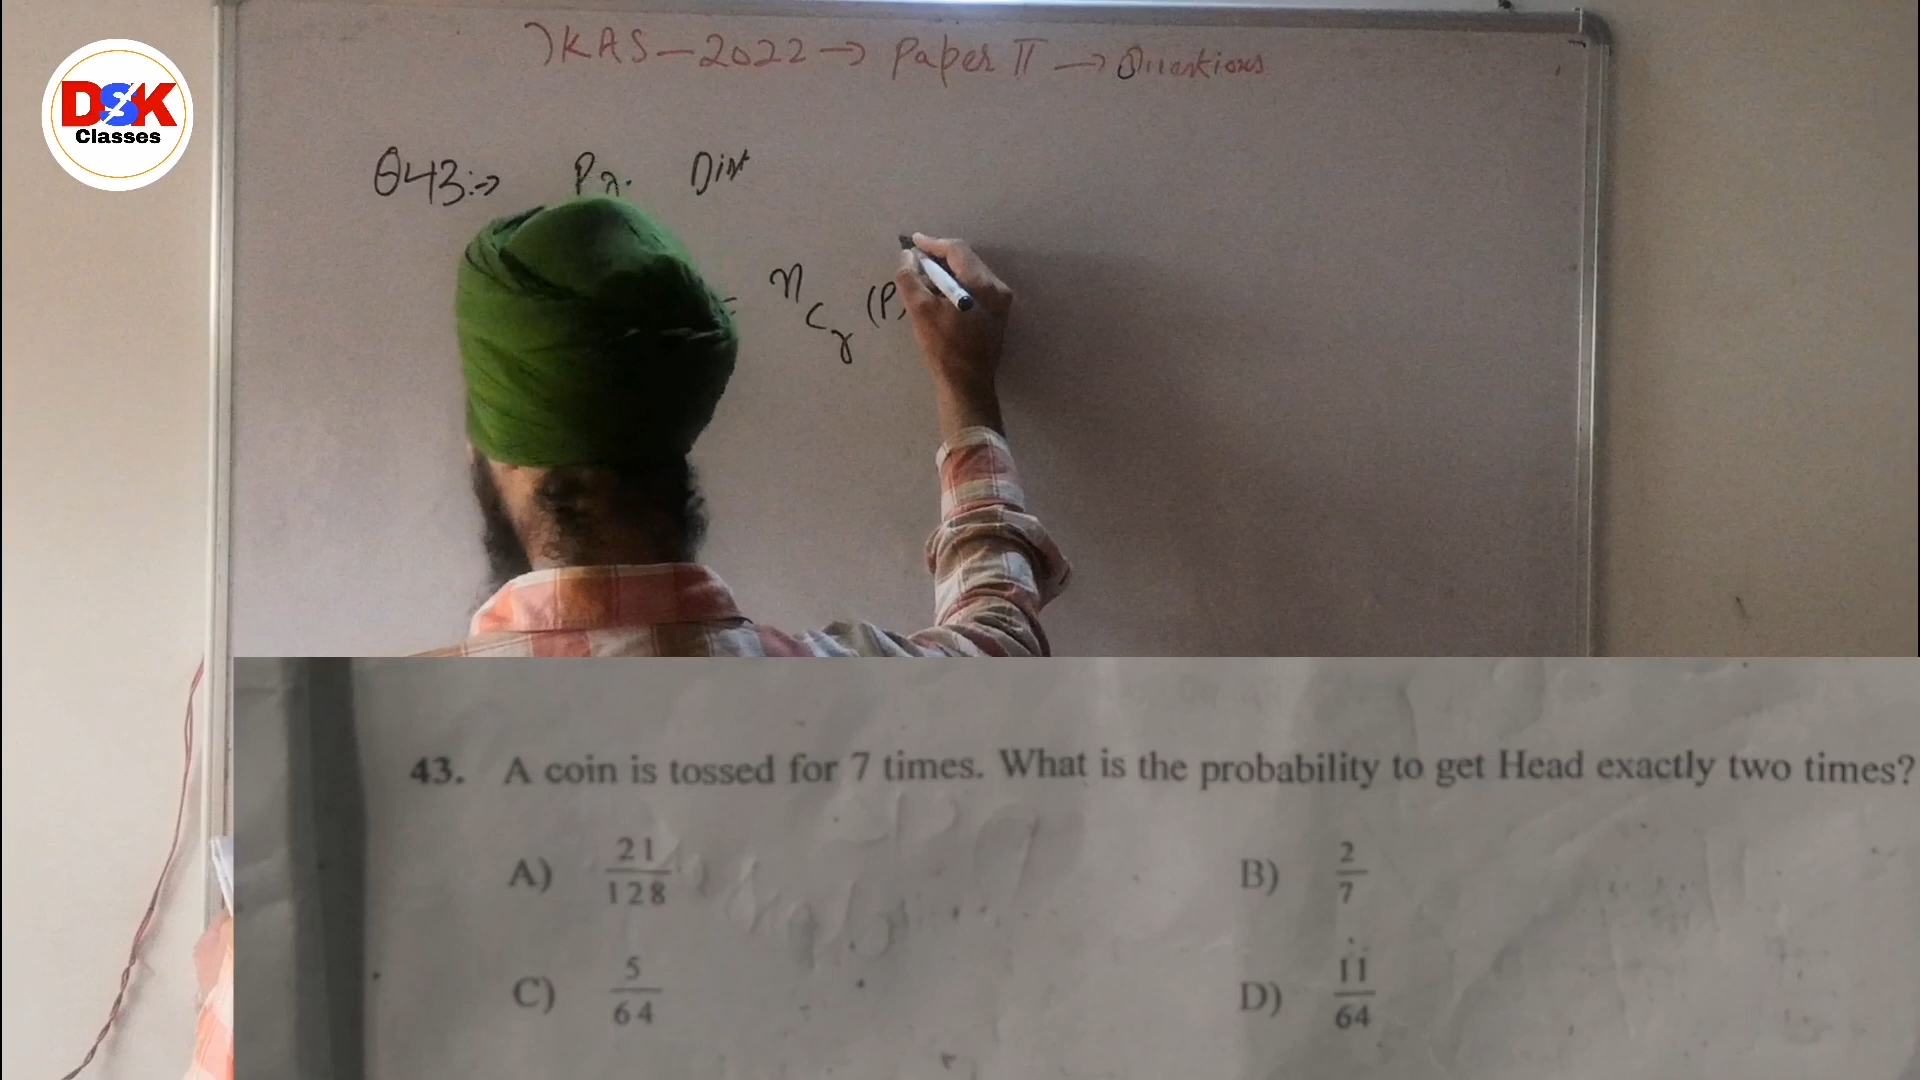 DSK
Classes
JKAS - 2022 → Paper II → Questions
Q43:→ Pr. Dist
= n C r (P)
43. A coin is tossed for 7 times. What is the probability to get Head exactly two times?
A) 21/128 B) 2/7
C) 5/64 D) 11/64